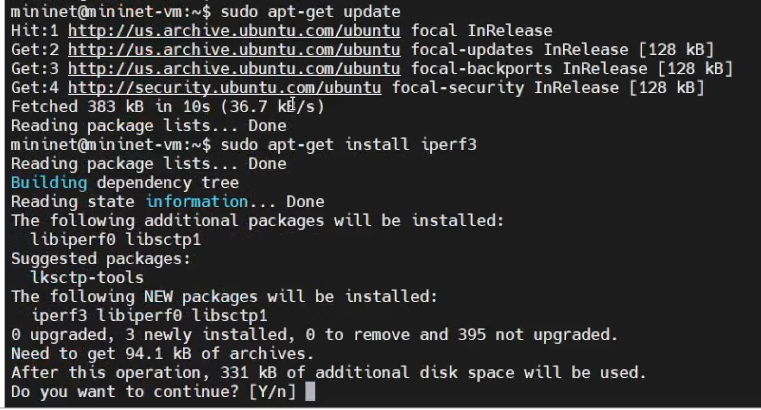 mininet@mininet-vm:~$ sudo apt-get update
Hit:1 http://us.archive.ubuntu.com/ubuntu focal InRelease
Get:2 http://us.archive.ubuntu.com/ubuntu focal-updates InRelease [128 kB]
Get:3 http://us.archive.ubuntu.com/ubuntu focal-backports InRelease [128 kB]
Get:4 http://security.ubuntu.com/ubuntu focal-security InRelease [128 kB]
Fetched 383 kB in 10s (36.7 kB/s)
Reading package lists... Done
mininet@mininet-vm:~$ sudo apt-get install iperf3
Reading package lists... Done
Building dependency tree
Reading state information... Done
The following additional packages will be installed:
  libiperf0 libsctp1
Suggested packages:
  lksctp-tools
The following NEW packages will be installed:
  iperf3 libiperf0 libsctp1
0 upgraded, 3 newly installed, 0 to remove and 395 not upgraded.
Need to get 94.1 kB of archives.
After this operation, 331 kB of additional disk space will be used.
Do you want to continue? [Y/n]